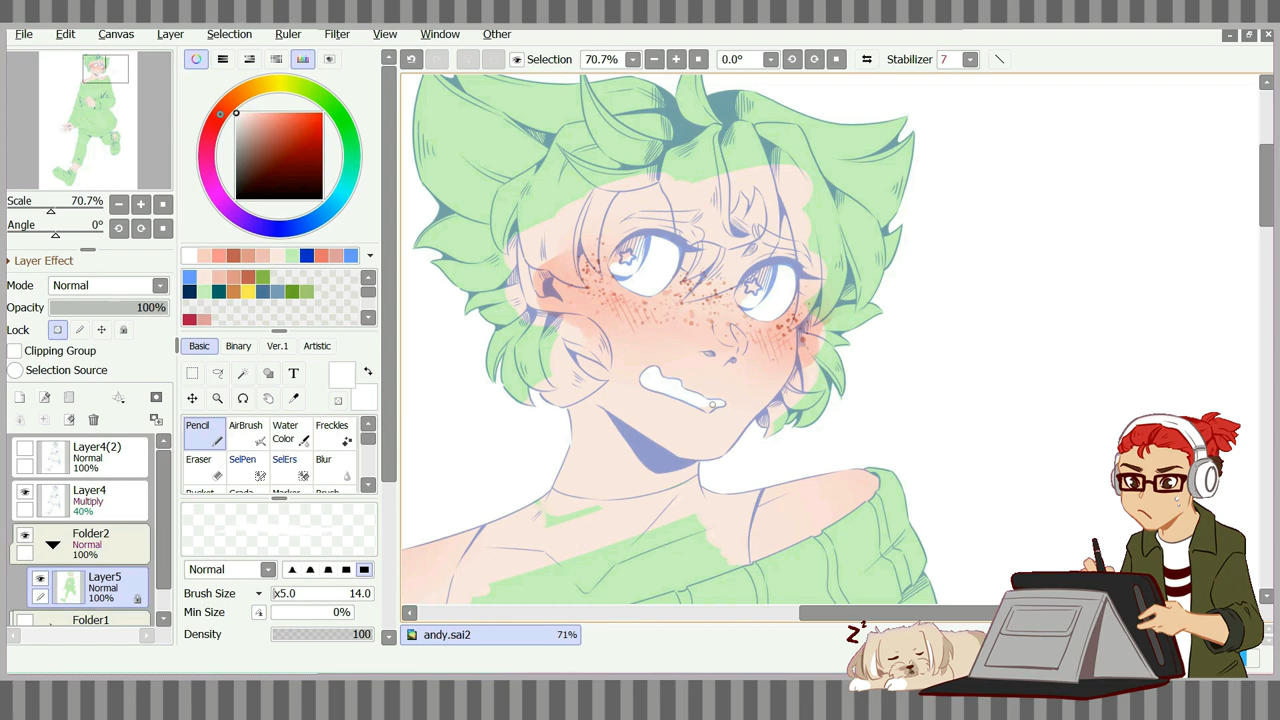 File Edit Canvas Layer Selection Ruler Filter View Window Other
Selection 70.7% 0.0° Stabilizer 7
Scale 70.7%
Angle 0°
Layer Effect
Mode Normal
Opacity 100%
Lock
Clipping Group
Selection Source
Layer4(2)
Normal
100%
Layer4
Multiply
40%
Folder2
Normal
100%
Layer5
Normal
100%
Folder1
Basic Binary Ver.1 Artistic
T
Pencil AirBrush Water Color Freckles
Eraser SelPen SelErs Blur
Normal
Brush Size x5.0 14.0
Min Size 0%
Density 100
andy.sai2 71%
Z z